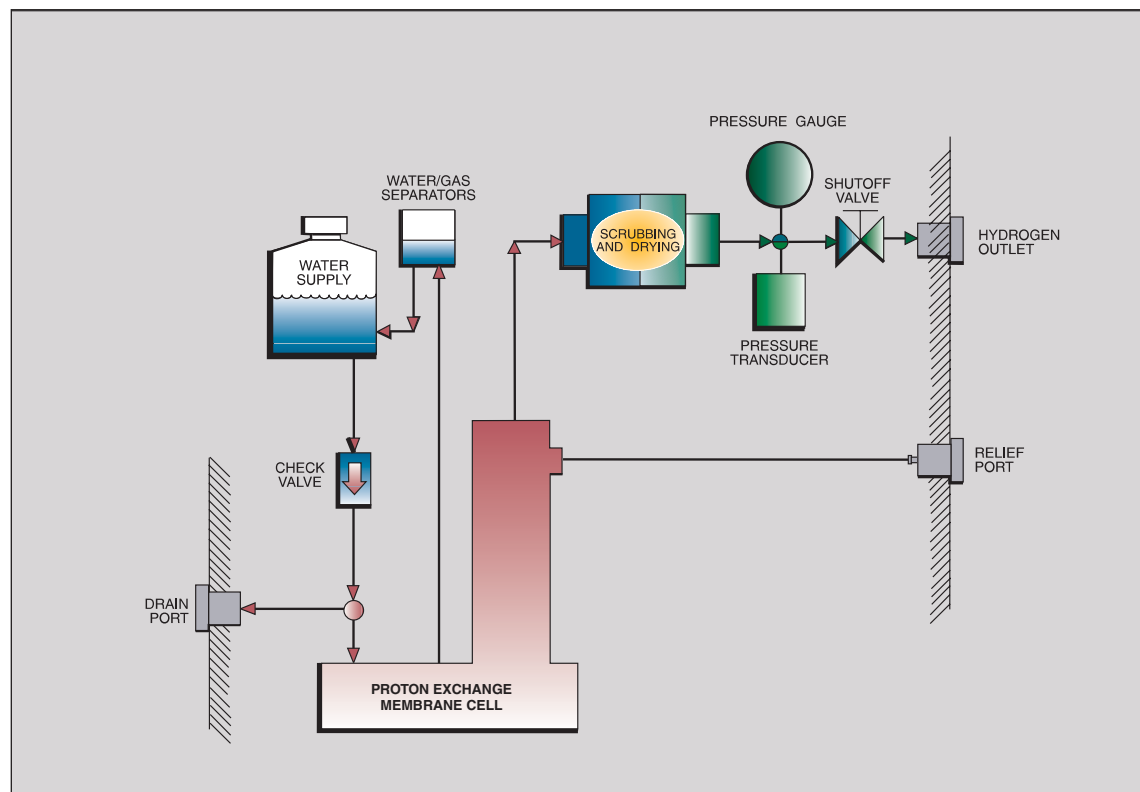 PRESSURE GAUGE
WATER/GAS
SEPARATORS
SHUTOFF
VALVE
SCRUBBING
AND DRYING
HYDROGEN
OUTLET
WATER
SUPPLY
PRESSURE
TRANSDUCER
CHECK
VALVE
RELIEF
PORT
DRAIN
PORT
PROTON EXCHANGE
MEMBRANE CELL